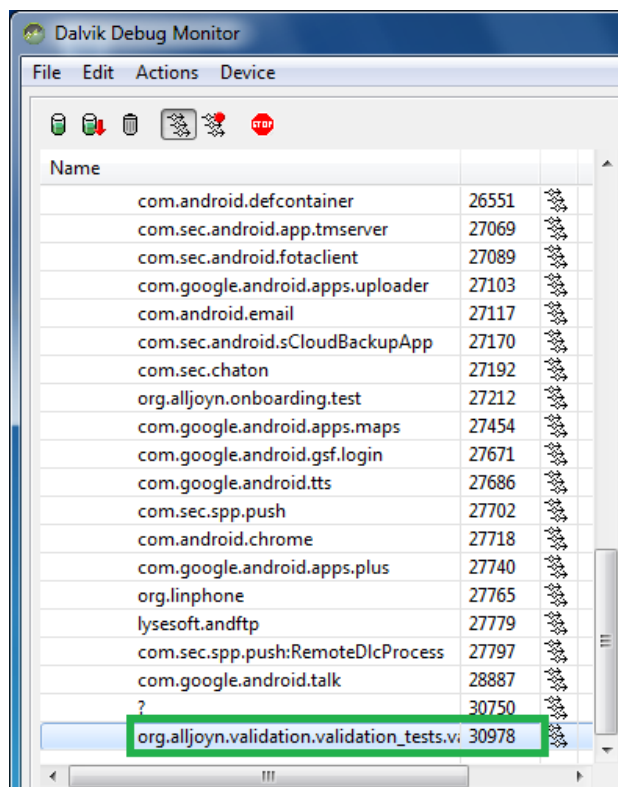 Dalvik Debug Monitor
File Edit Actions Device
STOP
Name
com.android.defcontainer 26551
com.sec.android.app.tmserver 27069
com.sec.android.fotaclient 27089
com.google.android.apps.uploader 27103
com.android.email 27117
com.sec.android.sCloudBackupApp 27170
com.sec.chaton 27192
org.alljoyn.onboarding.test 27212
com.google.android.apps.maps 27454
com.google.android.gsf.login 27671
com.google.android.tts 27686
com.sec.spp.push 27702
com.android.chrome 27718
com.google.android.apps.plus 27740
org.linphone 27765
lysesoft.andftp 27779
com.sec.spp.push:RemoteDlcProcess 27797
com.google.android.talk 28887
? 30750
org.alljoyn.validation.validation_tests.va 30978